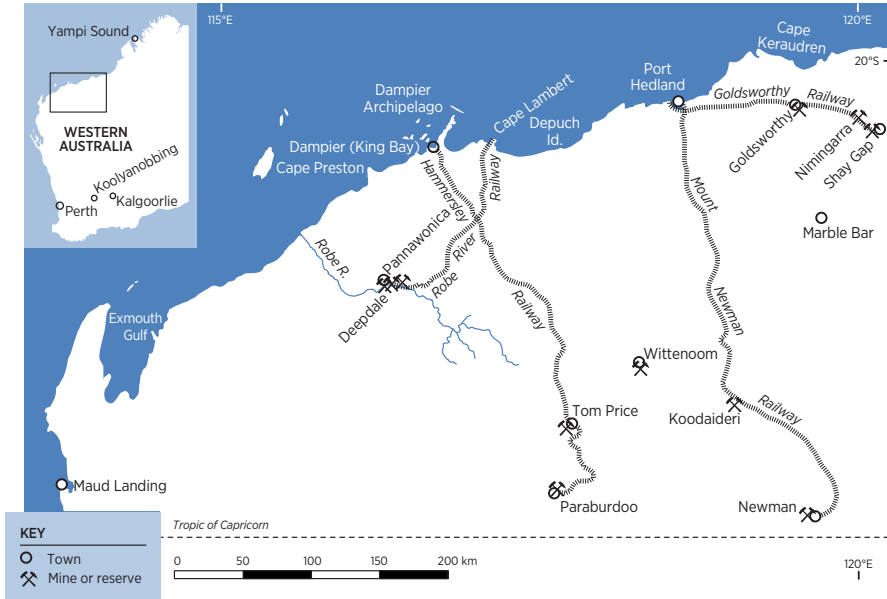 115°E
120°E
20°S
Yampi Sound
WESTERN
AUSTRALIA
Koolyanobbing
Kalgoorlie
Perth
Cape
Keraudren
Port
Hedland
Goldsworthy
Railway
Goldsworthy
Nimingarra
Shay Gap
Dampier
Archipelago
Cape Lambert
Depuch
Id.
Dampier (King Bay)
Cape Preston
Hammersley
Railway
Mount
Newman
Railway
Marble Bar
Pannawonica
Robe R.
River
Robe
Deepdale
Railway
Exmouth
Gulf
Wittenoom
Tom Price
Koodaideri
Paraburdoo
Newman
Maud Landing
Tropic of Capricorn
KEY
Town
Mine or reserve
0 50 100 150 200 km
120°E